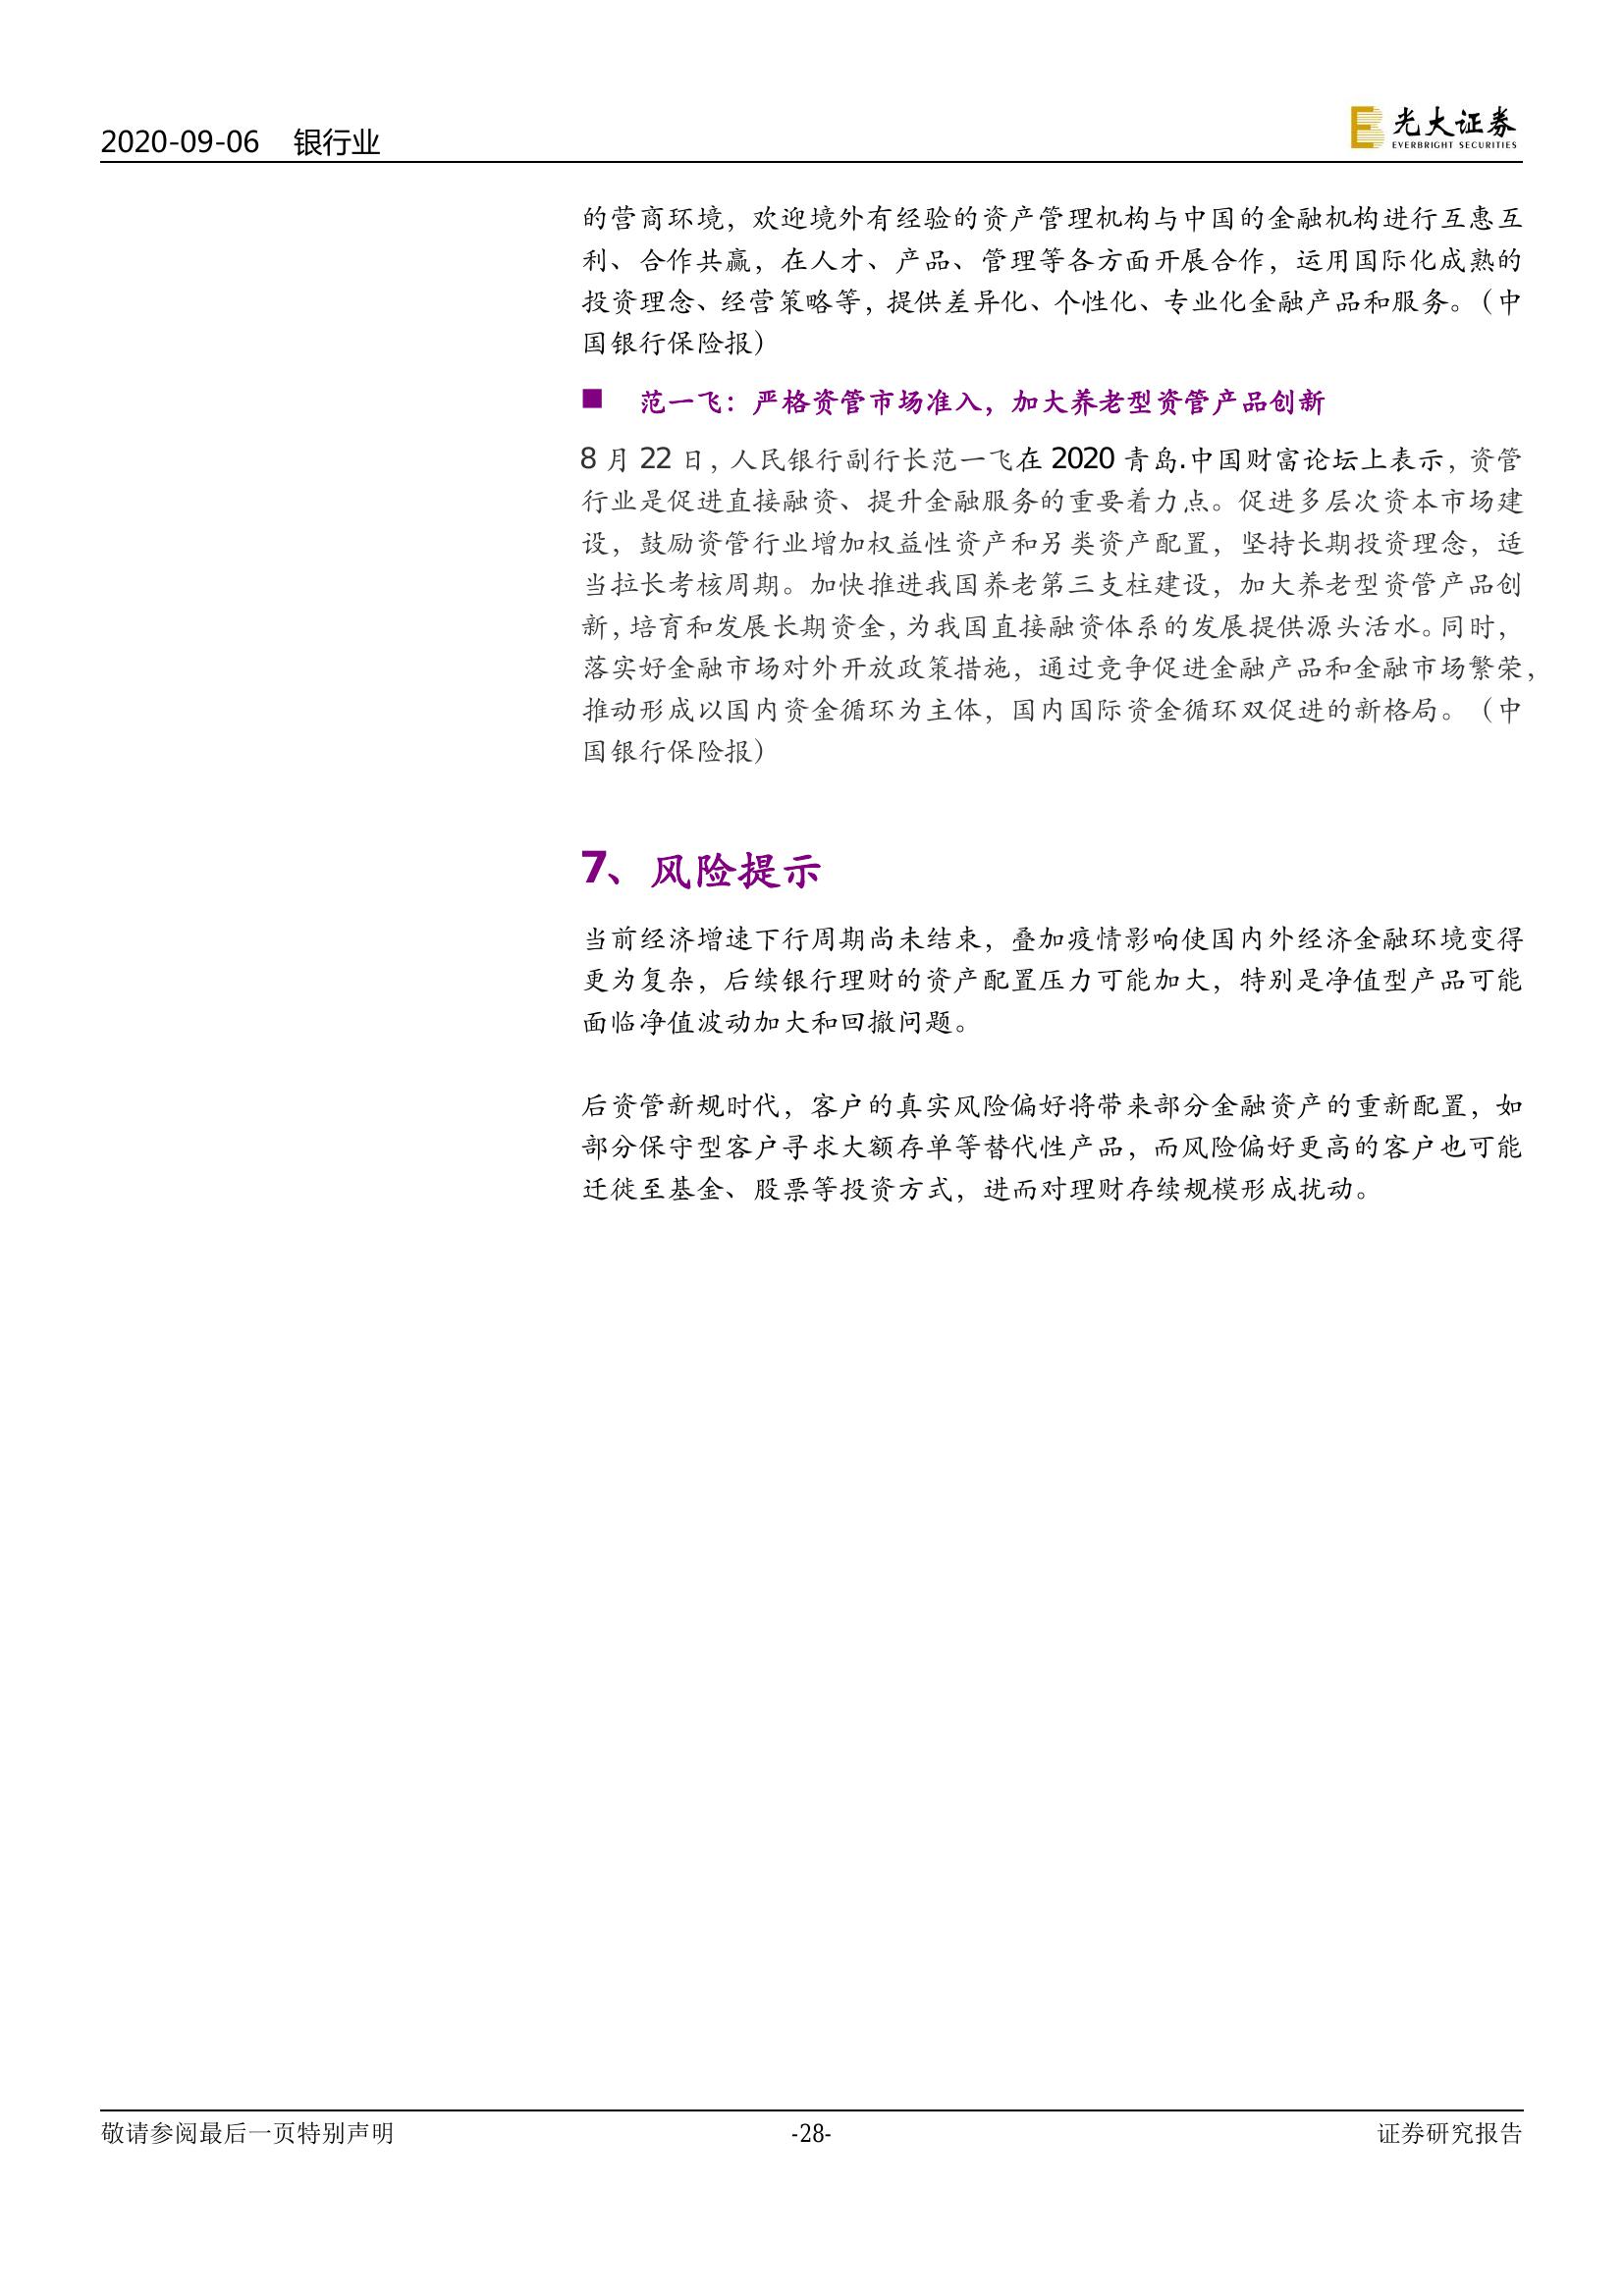 2020-09-06 银行业
光大证券
EVERBRIGHT SECURITIES
的营商环境，欢迎境外有经验的资产管理机构与中国的金融机构进行互惠互
利、合作共赢，在人才、产品、管理等各方面开展合作，运用国际化成熟的
投资理念、经营策略等，提供差异化、个性化、专业化金融产品和服务。（中
国银行保险报）
■ 范一飞：严格资管市场准入，加大养老型资管产品创新
8 月 22 日，人民银行副行长范一飞在 2020 青岛.中国财富论坛上表示，资管
行业是促进直接融资、提升金融服务的重要着力点。促进多层次资本市场建
设，鼓励资管行业增加权益性资产和另类资产配置，坚持长期投资理念，适
当拉长考核周期。加快推进我国养老第三支柱建设，加大养老型资管产品创
新，培育和发展长期资金，为我国直接融资体系的发展提供源头活水。同时，
落实好金融市场对外开放政策措施，通过竞争促进金融产品和金融市场繁荣，
推动形成以国内资金循环为主体，国内国际资金循环双促进的新格局。（中
国银行保险报）
7、风险提示
当前经济增速下行周期尚未结束，叠加疫情影响使国内外经济金融环境变得
更为复杂，后续银行理财的资产配置压力可能加大，特别是净值型产品可能
面临净值波动加大和回撤问题。
后资管新规时代，客户的真实风险偏好将带来部分金融资产的重新配置，如
部分保守型客户寻求大额存单等替代性产品，而风险偏好更高的客户也可能
迁徙至基金、股票等投资方式，进而对理财存续规模形成扰动。
敬请参阅最后一页特别声明
-28-
证券研究报告